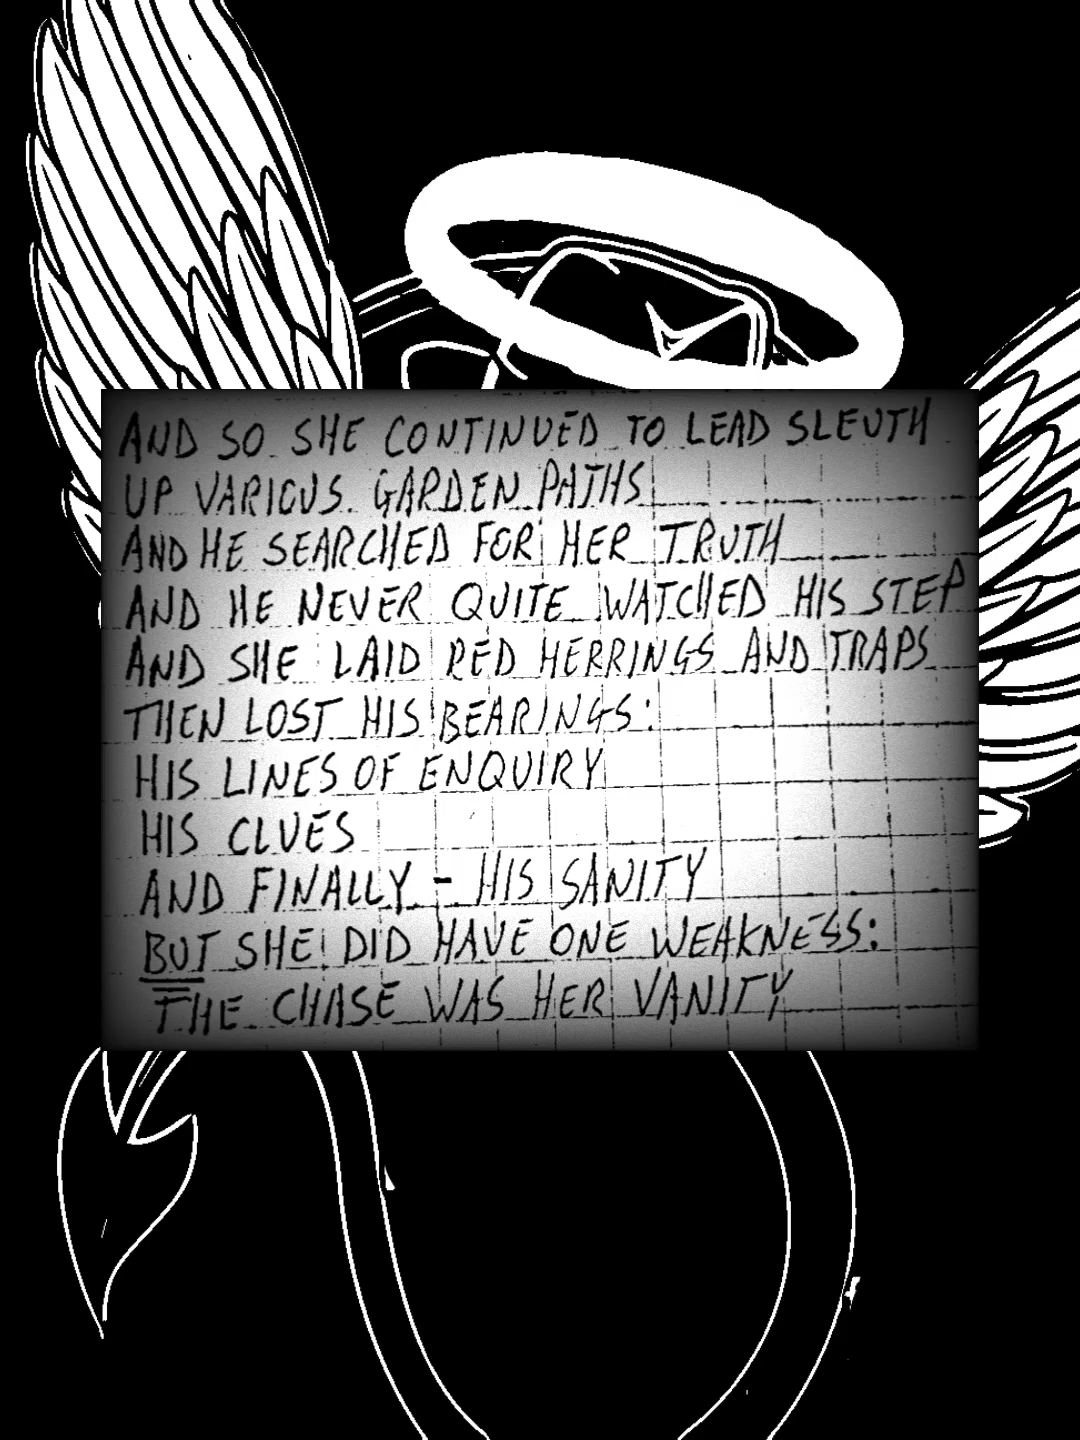 AND SO SHE CONTINUED TO LEAD SLEUTH
UP VARIOUS GARDEN PATHS
AND HE SEARCHED FOR HER TRUTH
AND HE NEVER QUITE WATCHED HIS STEP
AND SHE LAID RED HERRINGS AND TRAPS
THEN LOST HIS BEARINGS:
HIS LINES OF ENQUIRY
HIS CLUES
AND FINALLY - HIS SANITY
BUT SHE DID HAVE ONE WEAKNESS:
THE CHASE WAS HER VANITY